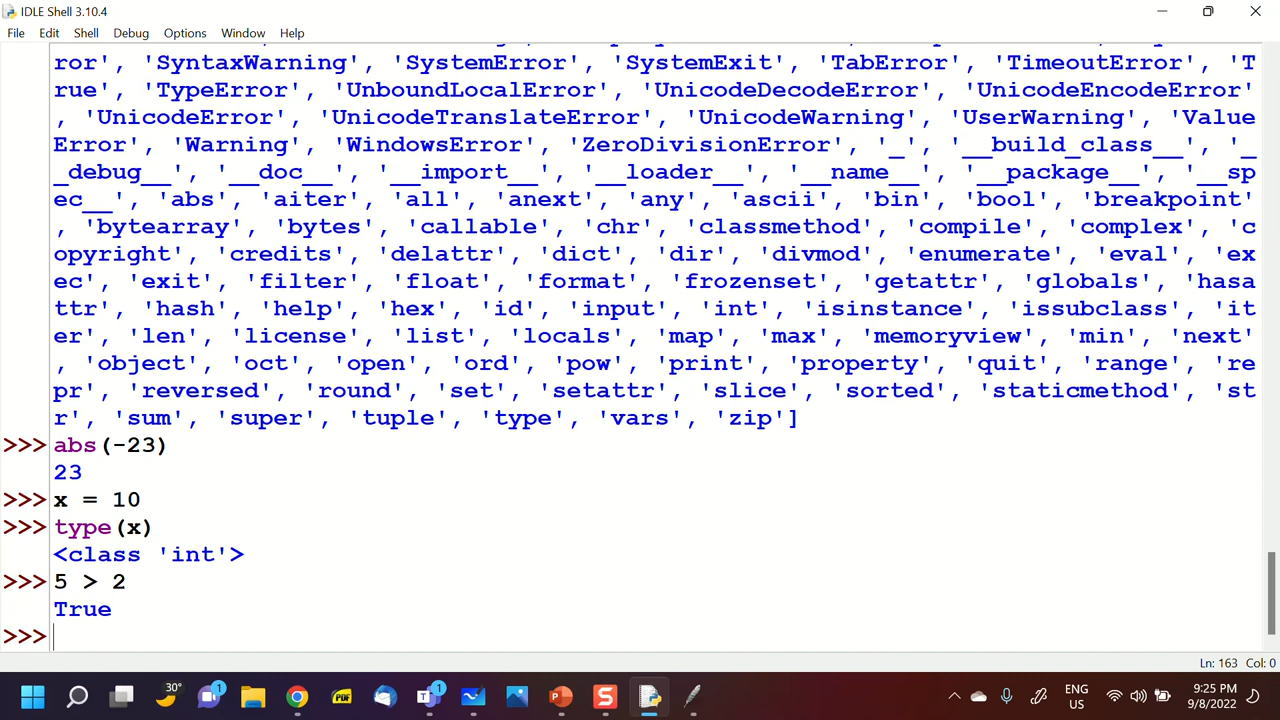 IDLE Shell 3.10.4
File Edit Shell Debug Options Window Help
ror', 'SyntaxWarning', 'SystemError', 'SystemExit', 'TabError', 'TimeoutError', 'T
rue', 'TypeError', 'UnboundLocalError', 'UnicodeDecodeError', 'UnicodeEncodeError'
, 'UnicodeError', 'UnicodeTranslateError', 'UnicodeWarning', 'UserWarning', 'Value
Error', 'Warning', 'WindowsError', 'ZeroDivisionError', '_', '__build_class__', '_
_debug__', '__doc__', '__import__', '__loader__', '__name__', '__package__', '__sp
ec__', 'abs', 'aiter', 'all', 'anext', 'any', 'ascii', 'bin', 'bool', 'breakpoint'
, 'bytearray', 'bytes', 'callable', 'chr', 'classmethod', 'compile', 'complex', 'c
opyright', 'credits', 'delattr', 'dict', 'dir', 'divmod', 'enumerate', 'eval', 'ex
ec', 'exit', 'filter', 'float', 'format', 'frozenset', 'getattr', 'globals', 'hasa
ttr', 'hash', 'help', 'hex', 'id', 'input', 'int', 'isinstance', 'issubclass', 'it
er', 'len', 'license', 'list', 'locals', 'map', 'max', 'memoryview', 'min', 'next'
, 'object', 'oct', 'open', 'ord', 'pow', 'print', 'property', 'quit', 'range', 're
pr', 'reversed', 'round', 'set', 'setattr', 'slice', 'sorted', 'staticmethod', 'st
r', 'sum', 'super', 'tuple', 'type', 'vars', 'zip']
>>> abs(-23)
23
>>> x = 10
>>> type(x)
<class 'int'>
>>> 5 > 2
True
>>>
Ln: 163 Col: 0
30°
1
PDF
1
ENG
US
9:25 PM
9/8/2022